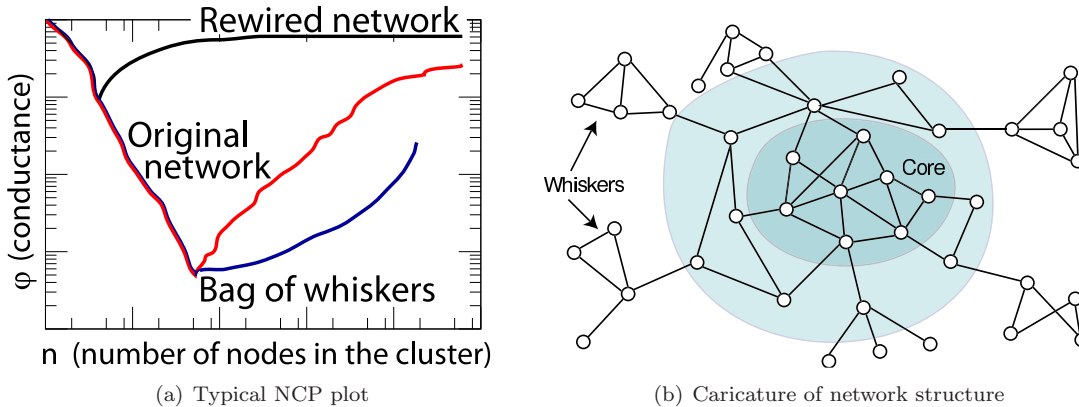 Rewired network
Original
network
Bag of whiskers
φ (conductance)
n (number of nodes in the cluster)
(a) Typical NCP plot
Core
Whiskers
(b) Caricature of network structure